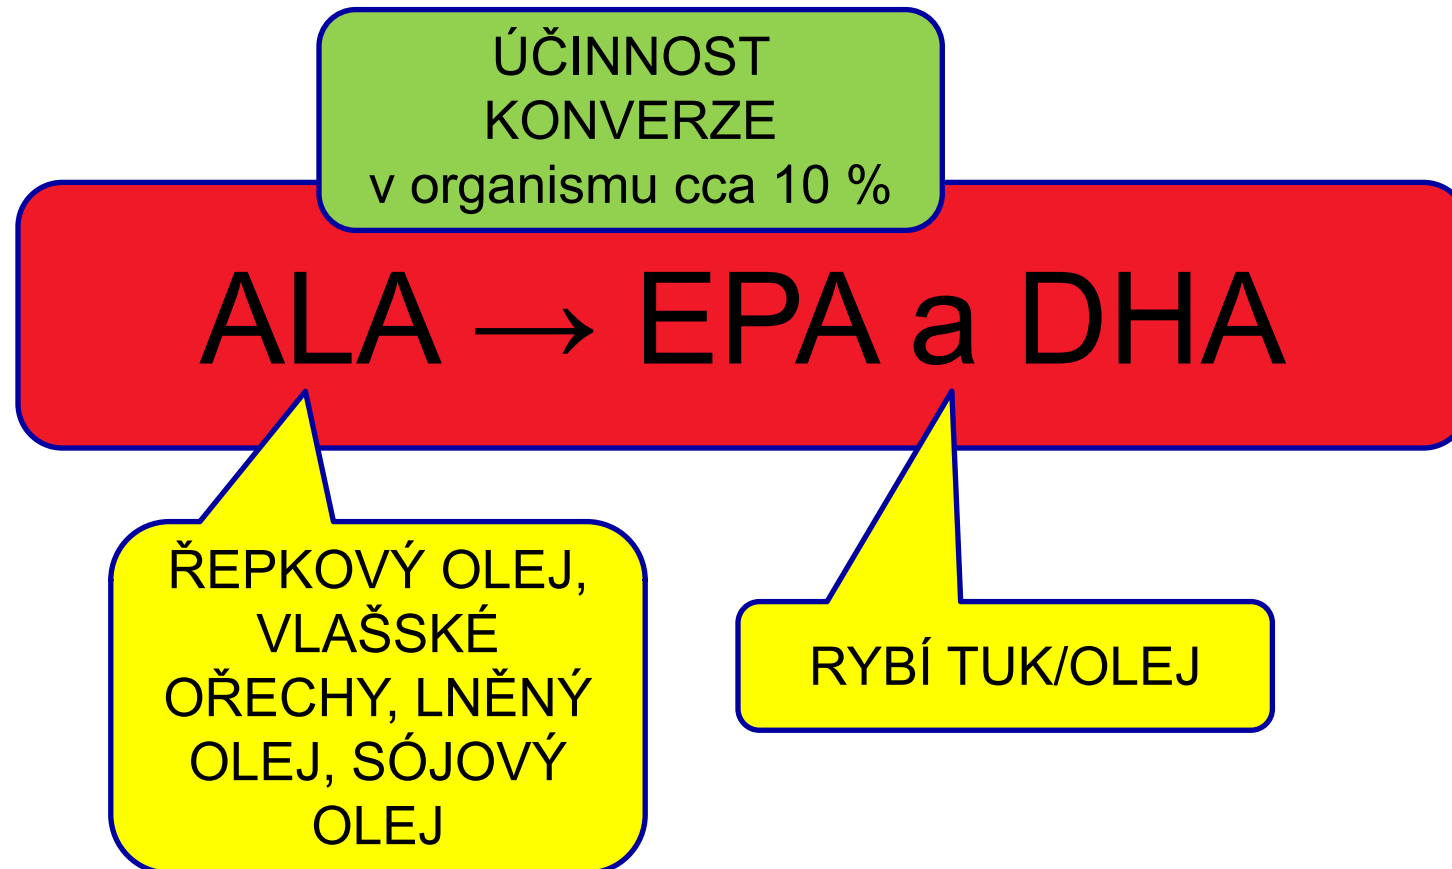 ÚČINNOST
KONVERZE
v organismu cca 10 %
ALA → EPA a DHA
ŘEPKOVÝ OLEJ,
VLAŠSKÉ
OŘECHY, LNĚNÝ
OLEJ, SÓJOVÝ
OLEJ
RYBÍ TUK/OLEJ